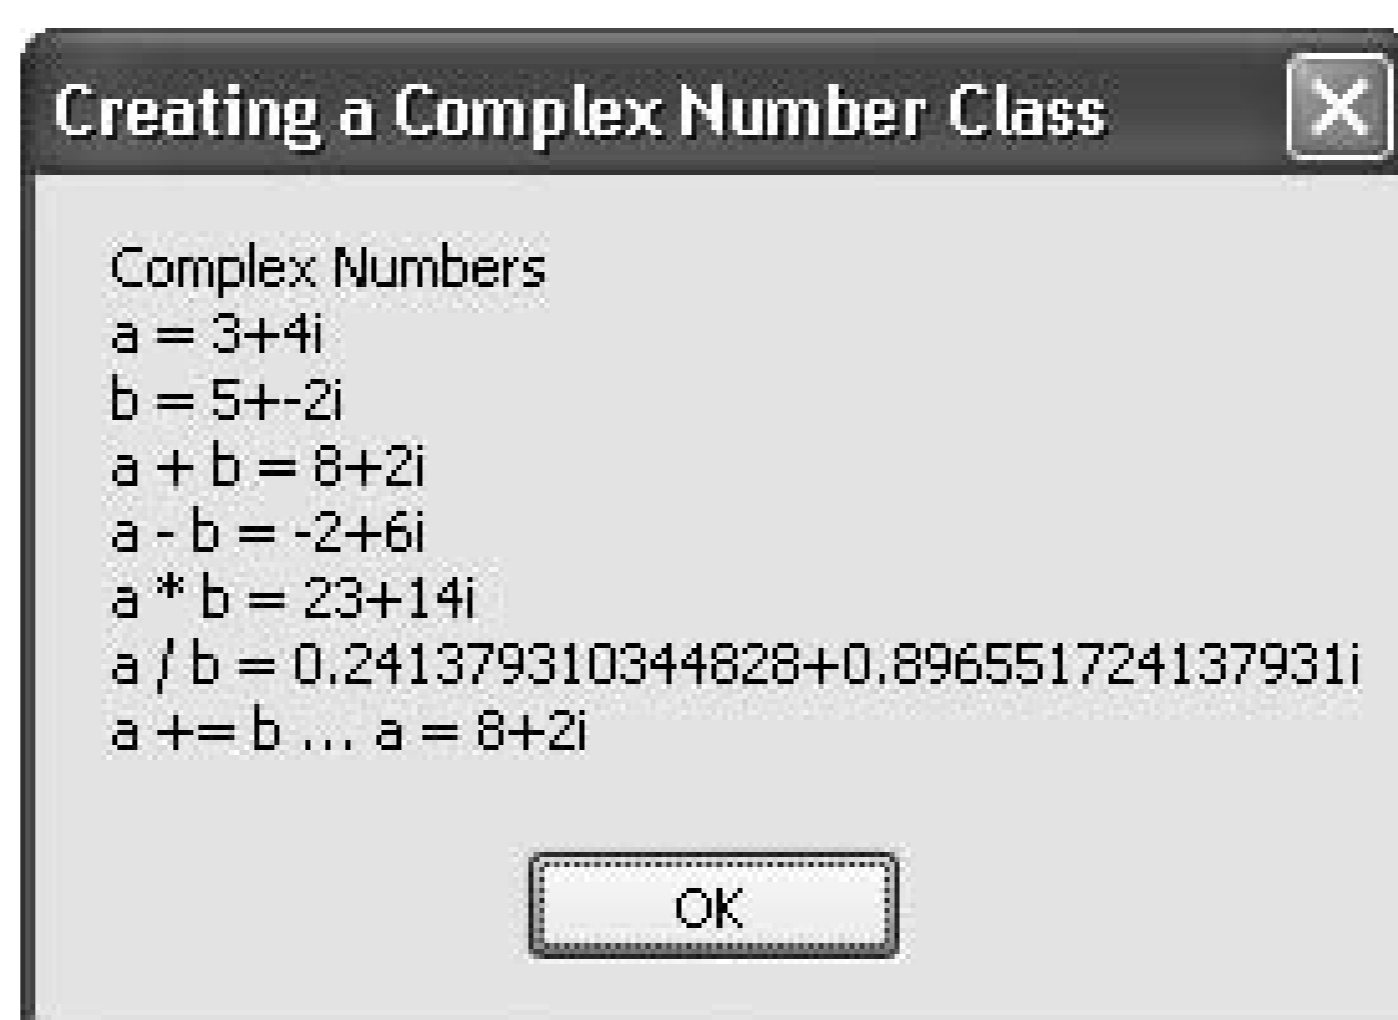 Creating a Complex Number Class
Complex Numbers
a = 3+4i
b = 5+-2i
a + b = 8+2i
a - b = -2+6i
a * b = 23+14i
a / b = 0.241379310344828+0.896551724137931i
a += b ... a = 8+2i
OK